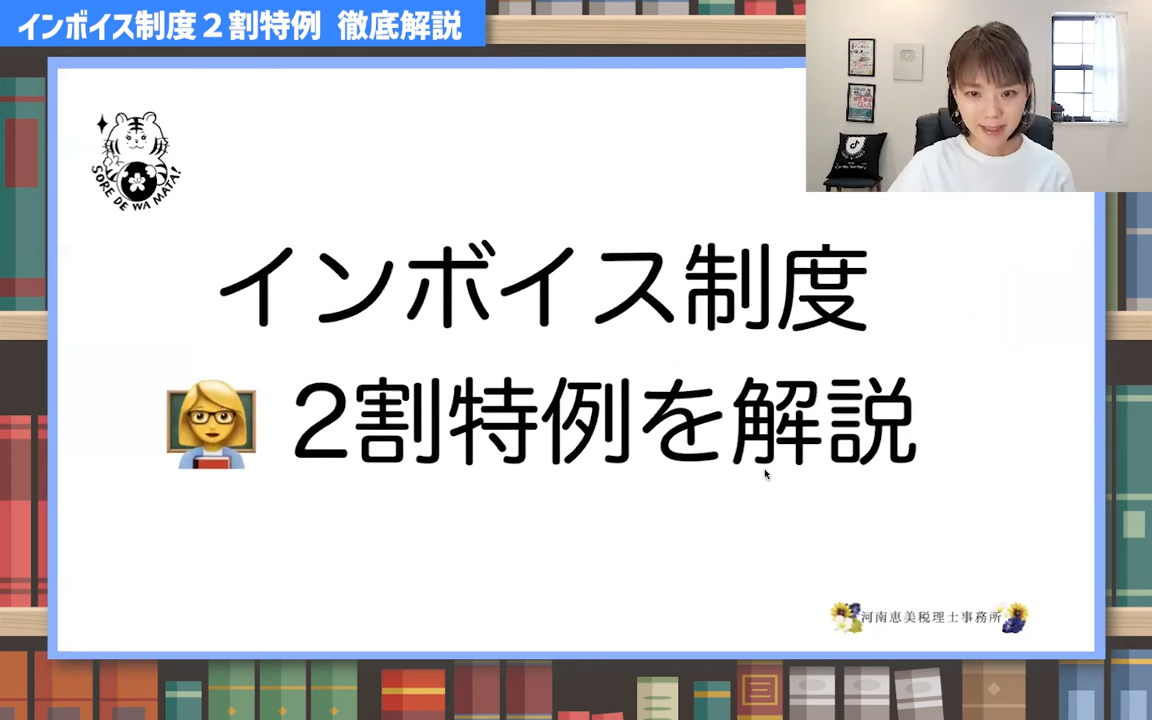 インボイス制度２割特例 徹底解説
SORE DE WA MATA!
インボイス制度
2割特例を解説
河南恵美税理士事務所